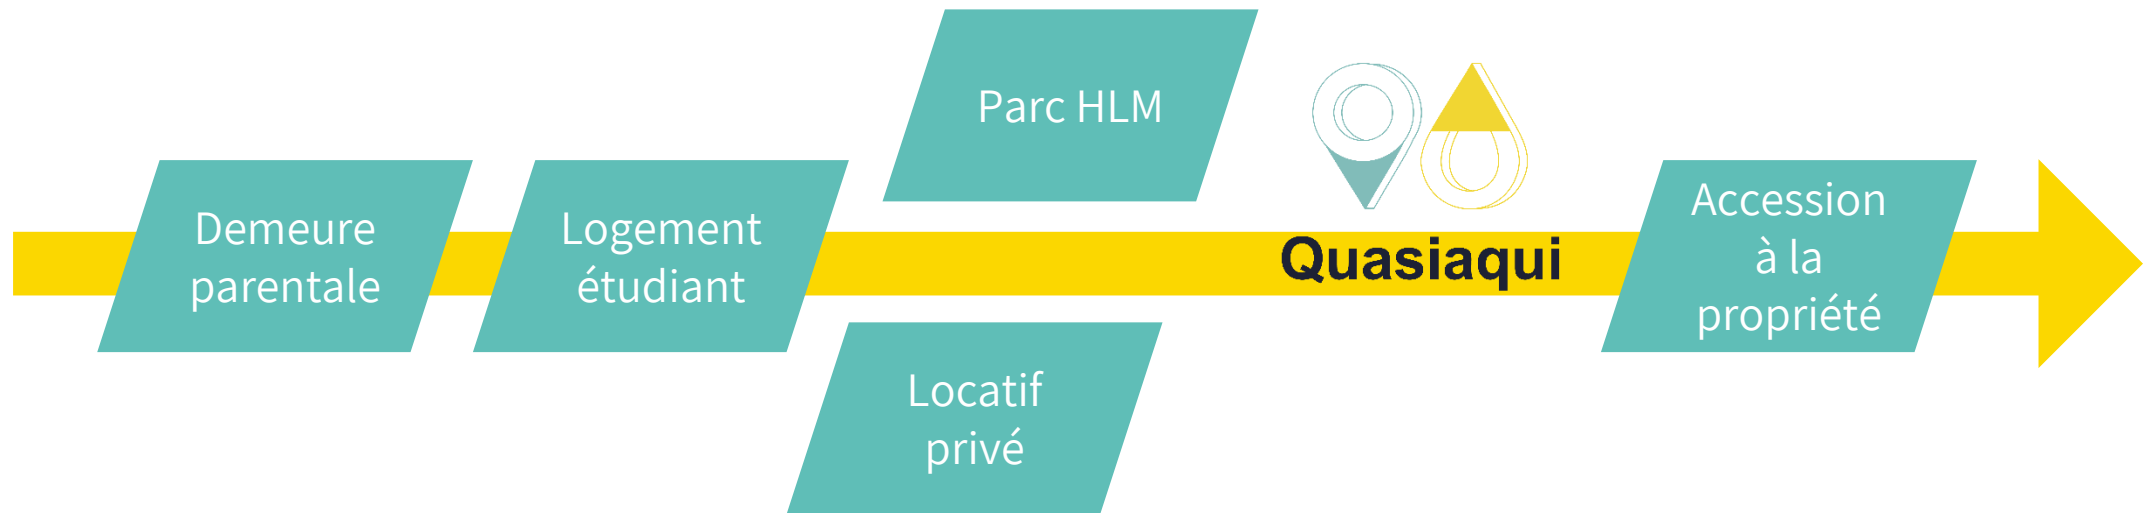 Demeure
parentale
Logement
étudiant
Parc HLM
Locatif
privé
Quasiaqui
Accession
à la
propriété